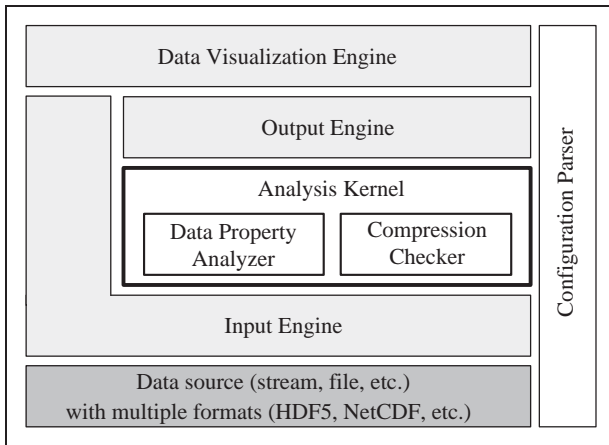 Data Visualization Engine
Output Engine
Analysis Kernel
Data Property
Analyzer
Compression
Checker
Input Engine
Data source (stream, file, etc.)
with multiple formats (HDF5, NetCDF, etc.)
Configuration Parser